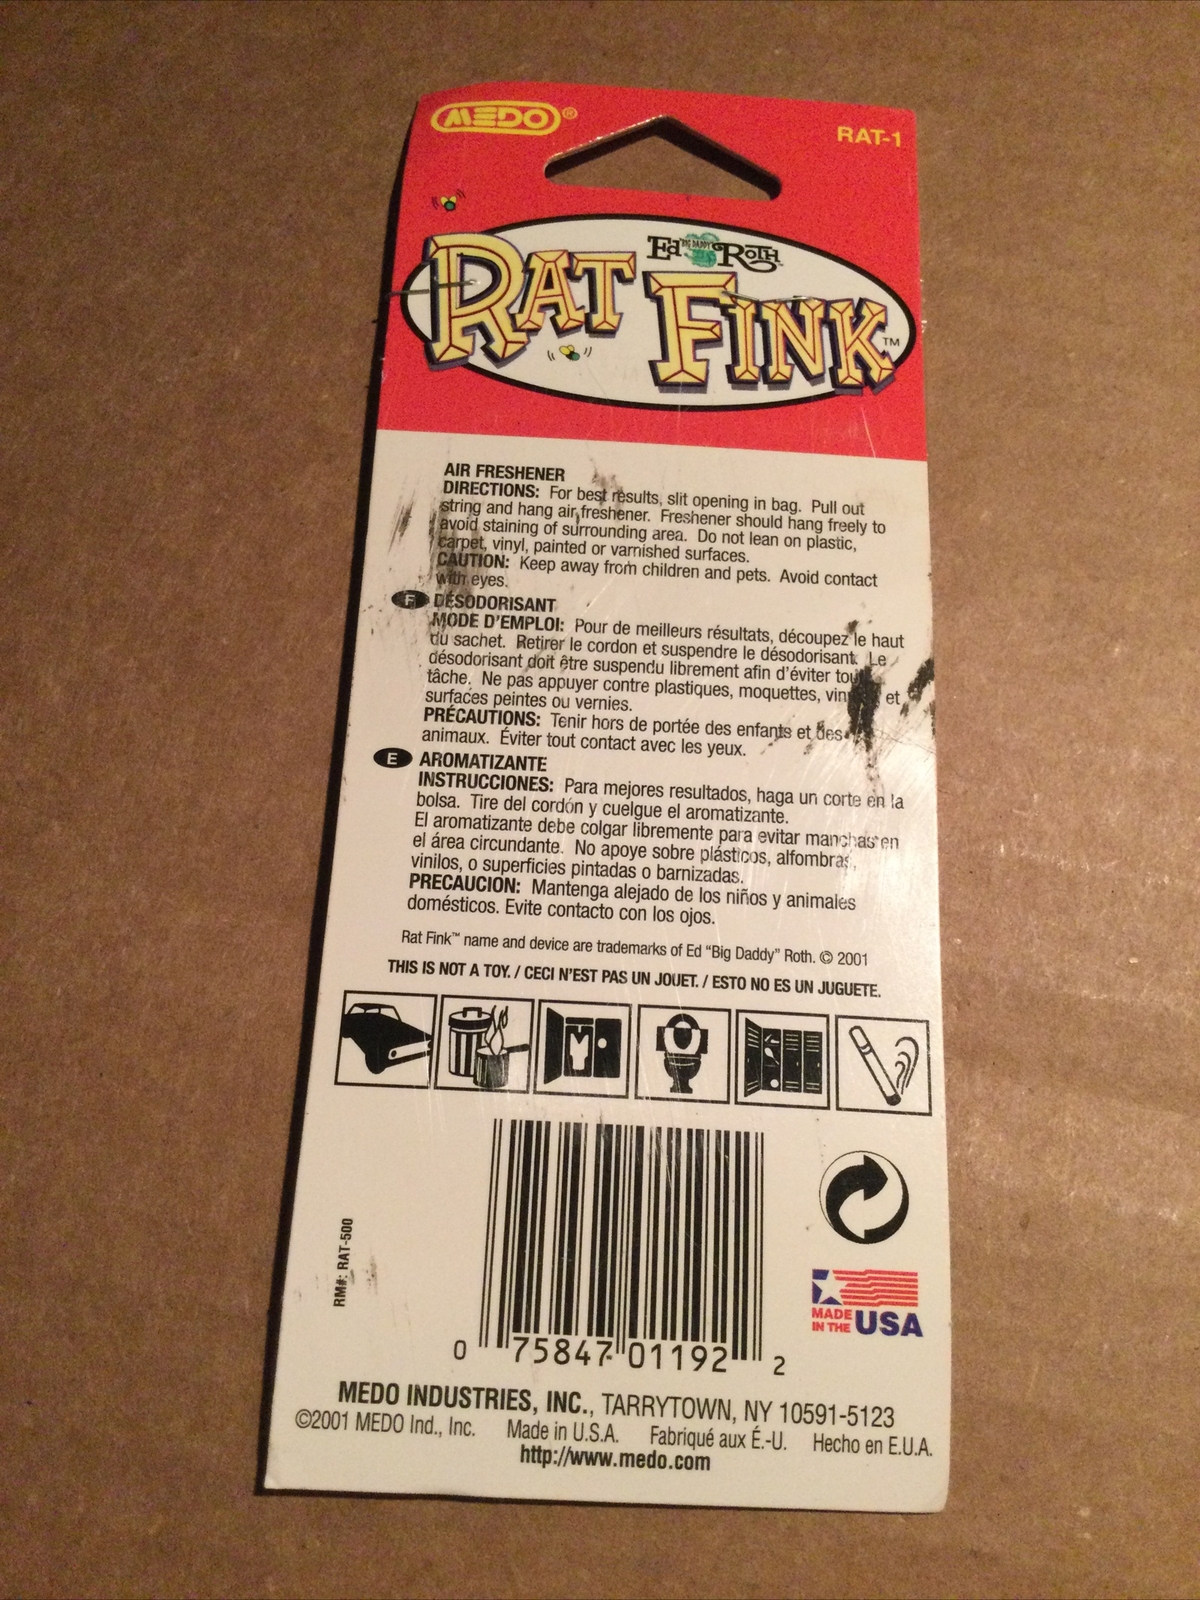 MEDO®
RAT-1
Ed "BIG DADDY" ROTH
RAT FINK™
AIR FRESHENER
DIRECTIONS: For best results, slit opening in bag. Pull out
string and hang air freshener. Freshener should hang freely to
avoid staining of surrounding area. Do not lean on plastic,
carpet, vinyl, painted or varnished surfaces.
CAUTION: Keep away from children and pets. Avoid contact
with eyes.
F DÉSODORISANT
MODE D'EMPLOI: Pour de meilleurs résultats, découpez le haut
du sachet. Retirer le cordon et suspendre le désodorisant. Le
désodorisant doit être suspendu librement afin d'éviter
tâche. Ne pas appuyer contre plastiques, moquettes, et
surfaces peintes ou vernies.
PRÉCAUTIONS: Tenir hors de portée des enfants et des
animaux. Éviter tout contact avec les yeux.
E AROMATIZANTE
INSTRUCCIONES: Para mejores resultados, haga un corte en la
bolsa. Tire del cordón y cuelgue el aromatizante.
El aromatizante debe colgar libremente para evitar manchas en
el área circundante. No apoye sobre plásticos, alfombras,
vinilos, o superficies pintadas o barnizadas.
PRECAUCION: Mantenga alejado de los niños y animales
domésticos. Evite contacto con los ojos.
Rat Fink™ name and device are trademarks of Ed "Big Daddy" Roth. © 2001
THIS IS NOT A TOY. / CECI N'EST PAS UN JOUET. / ESTO NO ES UN JUGUETE.
RM#: RAT-500
MADE
IN THE USA
0 75847 01192 2
MEDO INDUSTRIES, INC., TARRYTOWN, NY 10591-5123
©2001 MEDO Ind., Inc. Made in U.S.A. Fabriqué aux É.-U. Hecho en E.U.A.
http://www.medo.com